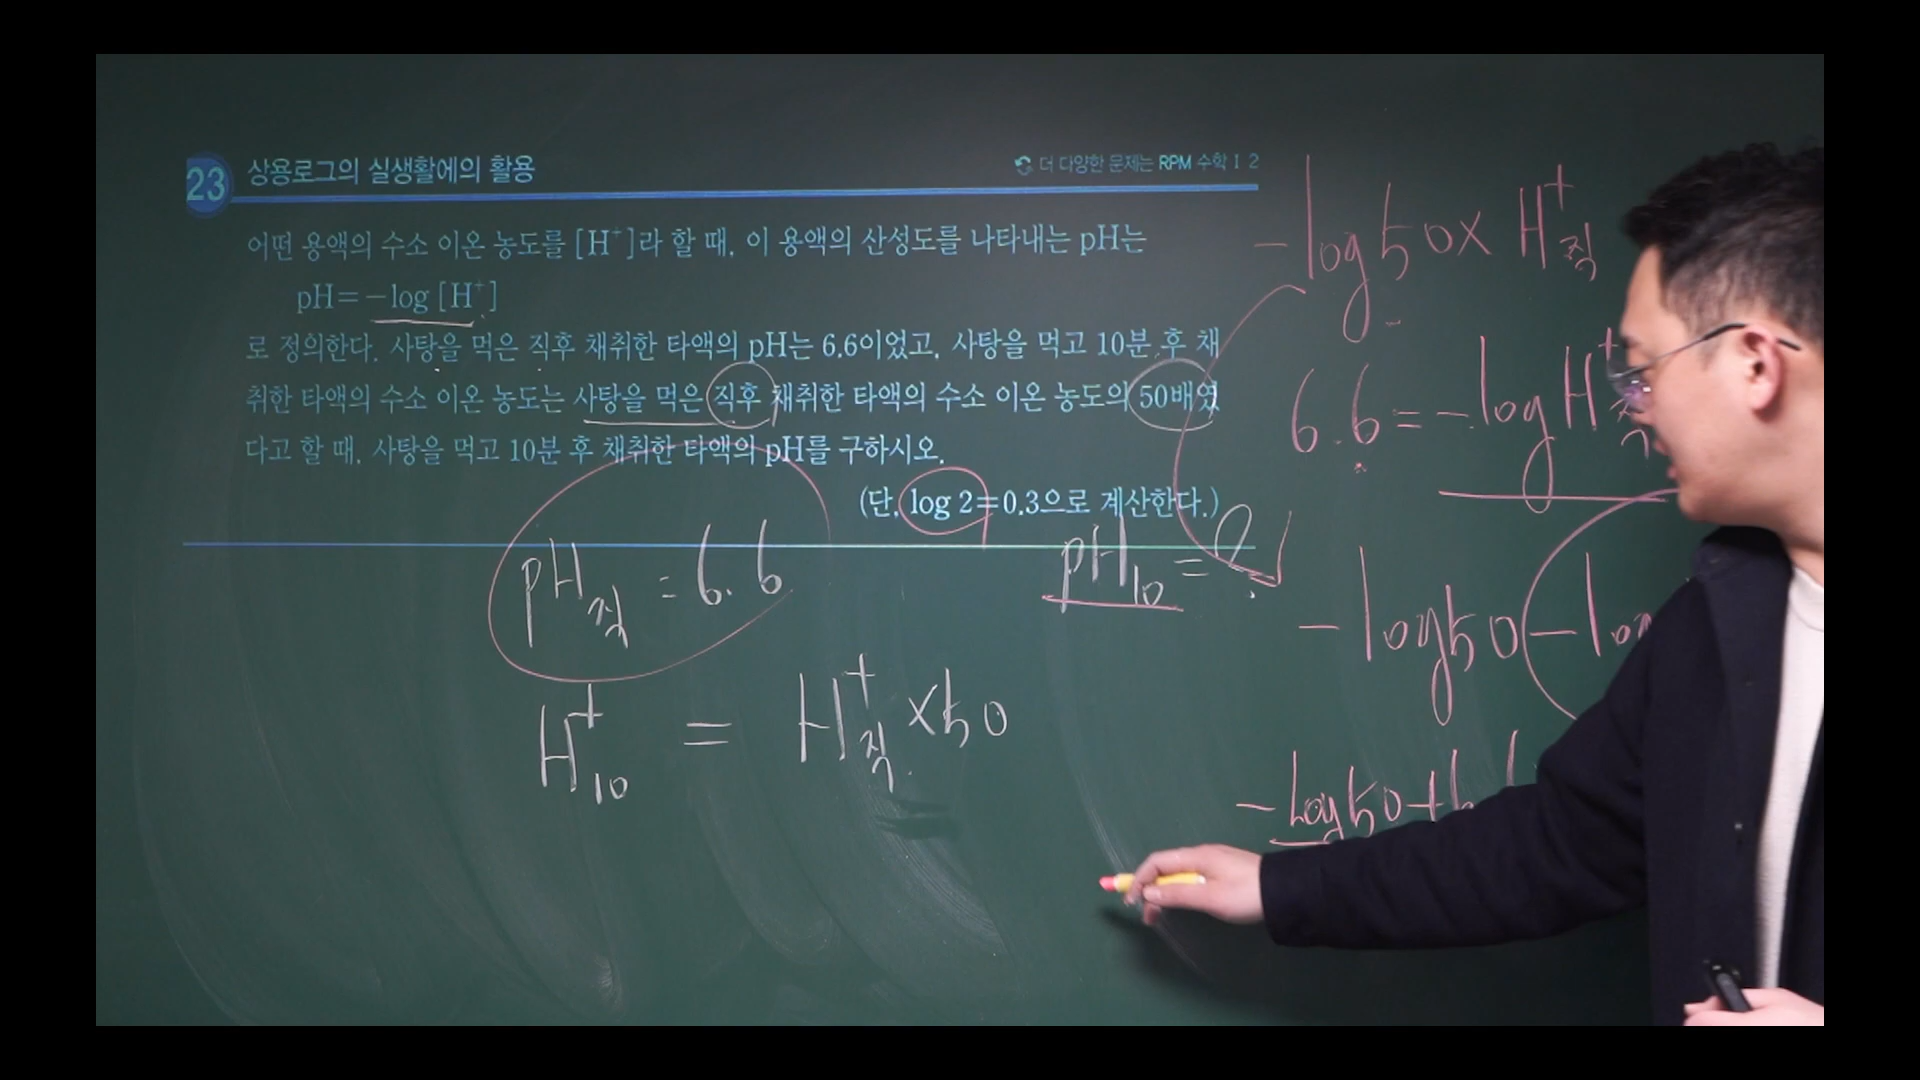 23 상용로그의 실생활에의 활용
더 다양한 문제는 RPM 수학 I 2
어떤 용액의 수소 이온 농도를 [H⁺]라 할 때, 이 용액의 산성도를 나타내는 pH는
pH=-log [H⁺]
로 정의한다. 사탕을 먹은 직후 채취한 타액의 pH는 6.6이었고, 사탕을 먹고 10분 후 채
취한 타액의 수소 이온 농도는 사탕을 먹은 직후 채취한 타액의 수소 이온 농도의 50배였
다고 할 때, 사탕을 먹고 10분 후 채취한 타액의 pH를 구하시오.
(단, log 2=0.3으로 계산한다.)
pH직 = 6.6
pH10 = ?
H⁺10 = H⁺직 ×50
-log50× H⁺직
6.6=-log H⁺
-log50-log
-log50+6.